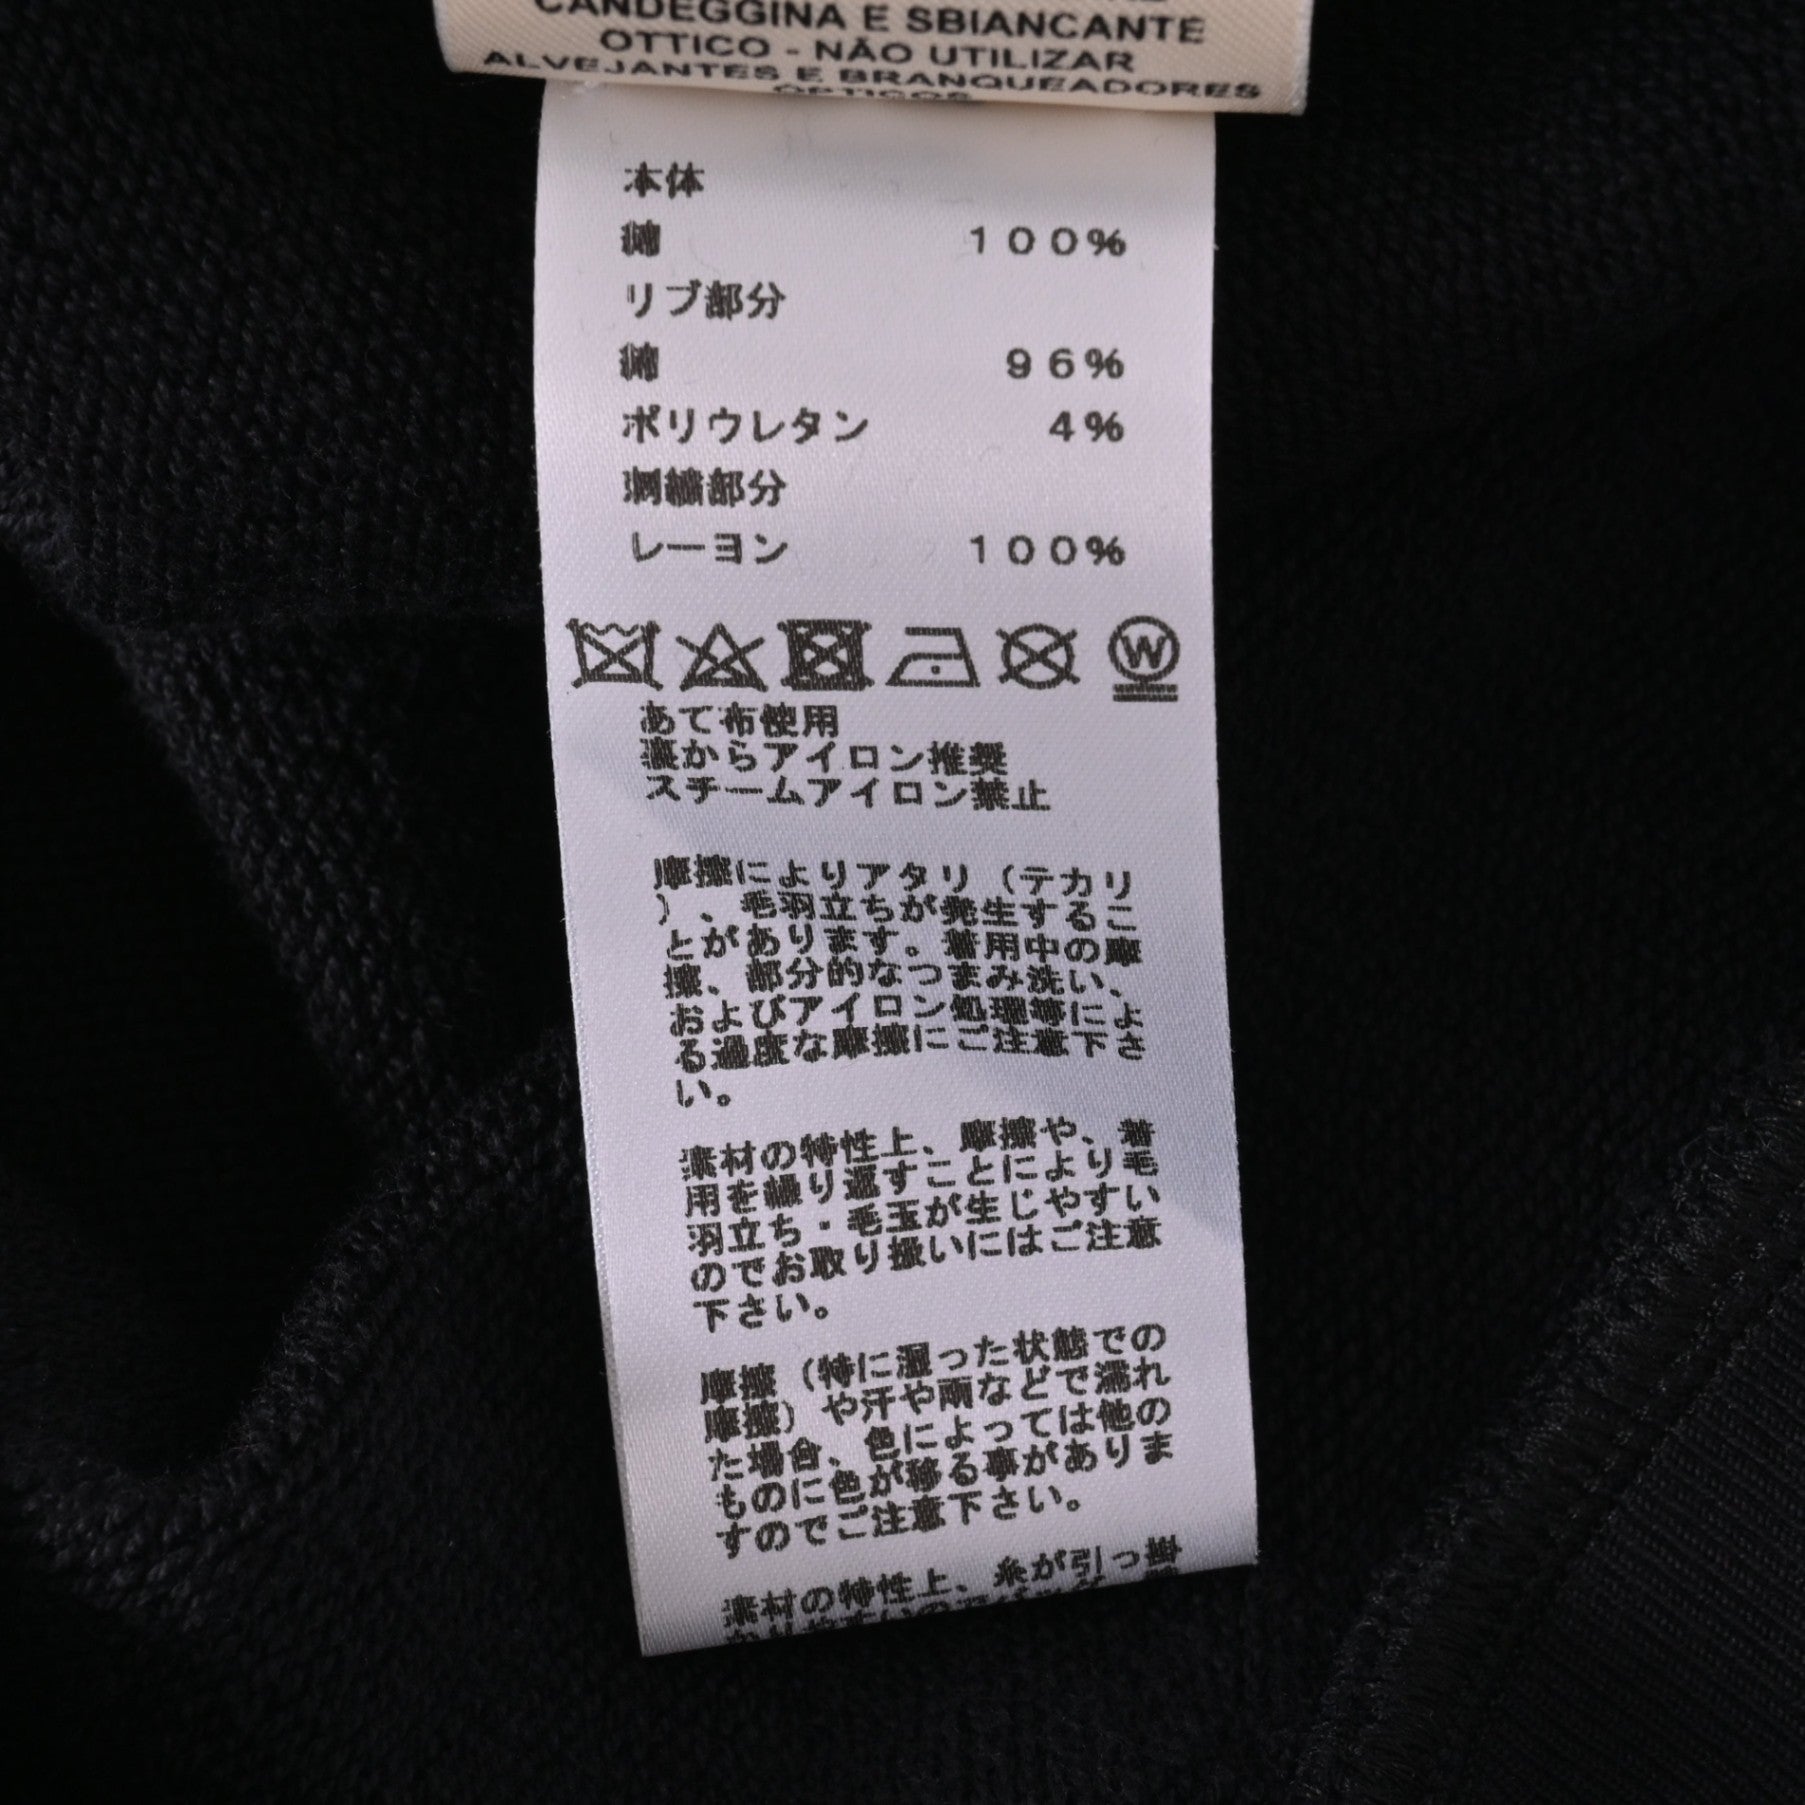 CANDEGGINA E SBIANCANTE
OTTICO - NÃO UTILIZAR
ALVEJANTES E BRANQUEADORES
本体
綿 100%
リブ部分
綿 96%
ポリウレタン 4%
刺繍部分
レーヨン 100%
W
あて布使用
裏からアイロン推奨
スチームアイロン禁止
摩擦によりアタリ（テカリ
）、毛羽立ちが発生するこ
とがあります。着用中の摩
擦、部分的なつまみ洗い、
およびアイロン処理等によ
る過度な摩擦にご注意下さ
い。
素材の特性上、摩擦や、着
用を繰り返すことにより毛
羽立ち・毛玉が生じやすい
のでお取り扱いにはご注意
下さい。
摩擦（特に湿った状態での
摩擦）や汗や雨などで濡れ
た場合、色によっては他の
ものに色が移る事がありま
すのでご注意下さい。
素材の特性上、糸が引っ掛